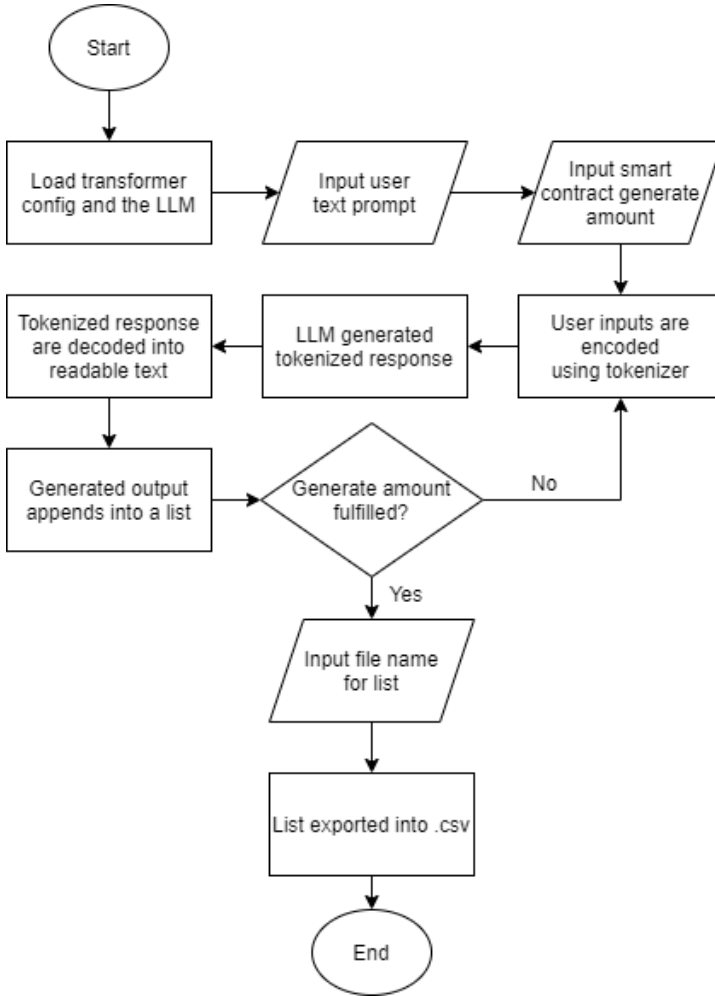 Start
Load transformer
config and the LLM
Input user
text prompt
Input smart
contract generate
amount
User inputs are
encoded
using tokenizer
LLM generated
tokenized response
Tokenized response
are decoded into
readable text
Generated output
appends into a list
Generate amount
fulfilled?
No
Yes
Input file name
for list
List exported into .csv
End